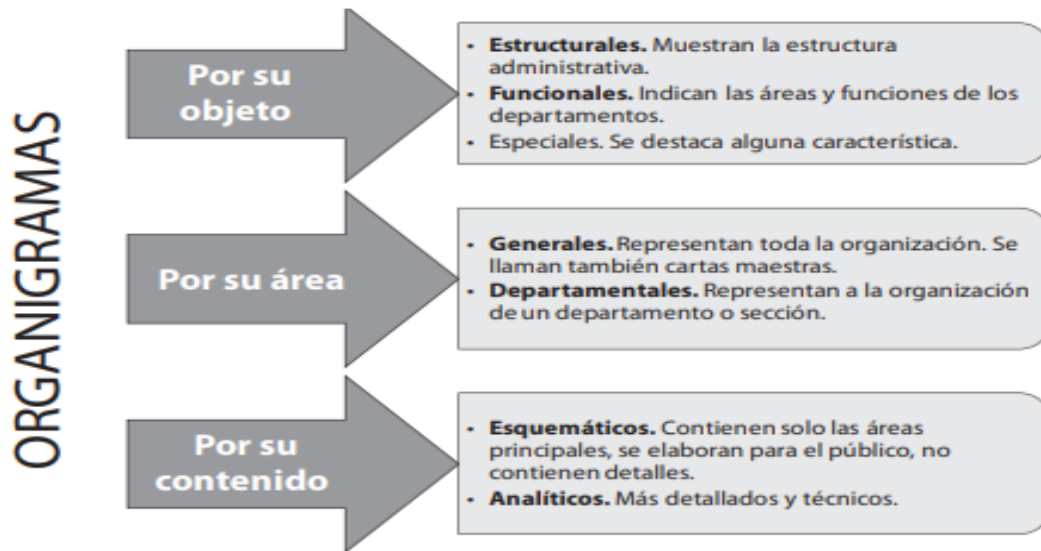 ORGANIGRAMAS
Por su
objeto
• Estructurales. Muestran la estructura
administrativa.
• Funcionales. Indican las áreas y funciones de los
departamentos.
• Especiales. Se destaca alguna característica.
Por su área
• Generales. Representan toda la organización. Se
llaman también cartas maestras.
• Departamentales. Representan a la organización
de un departamento o sección.
Por su
contenido
• Esquemáticos. Contienen solo las áreas
principales, se elaboran para el público, no
contienen detalles.
• Analíticos. Más detallados y técnicos.